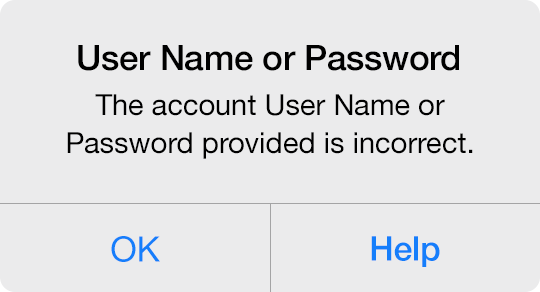 User Name or Password
The account User Name or
Password provided is incorrect.
OK
Help